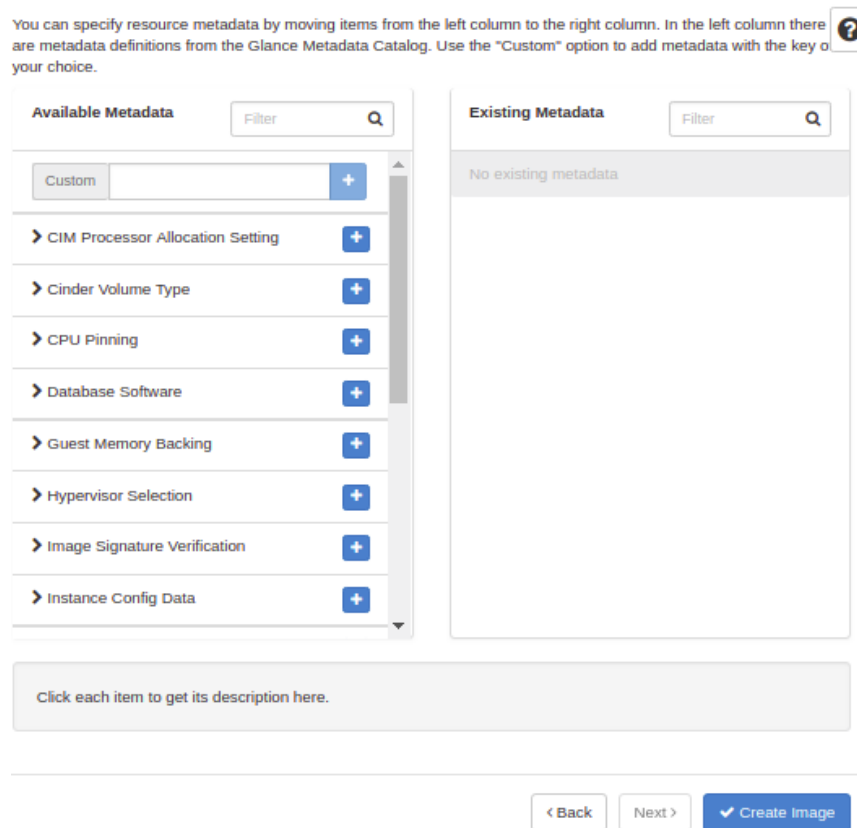 You can specify resource metadata by moving items from the left column to the right column. In the left column there
are metadata definitions from the Glance Metadata Catalog. Use the "Custom" option to add metadata with the key o
your choice.
?
Available Metadata
Filter
Custom
+
CIM Processor Allocation Setting
+
Cinder Volume Type
+
CPU Pinning
+
Database Software
+
Guest Memory Backing
+
Hypervisor Selection
+
Image Signature Verification
+
Instance Config Data
+
Existing Metadata
Filter
No existing metadata
Click each item to get its description here.
< Back
Next >
Create Image